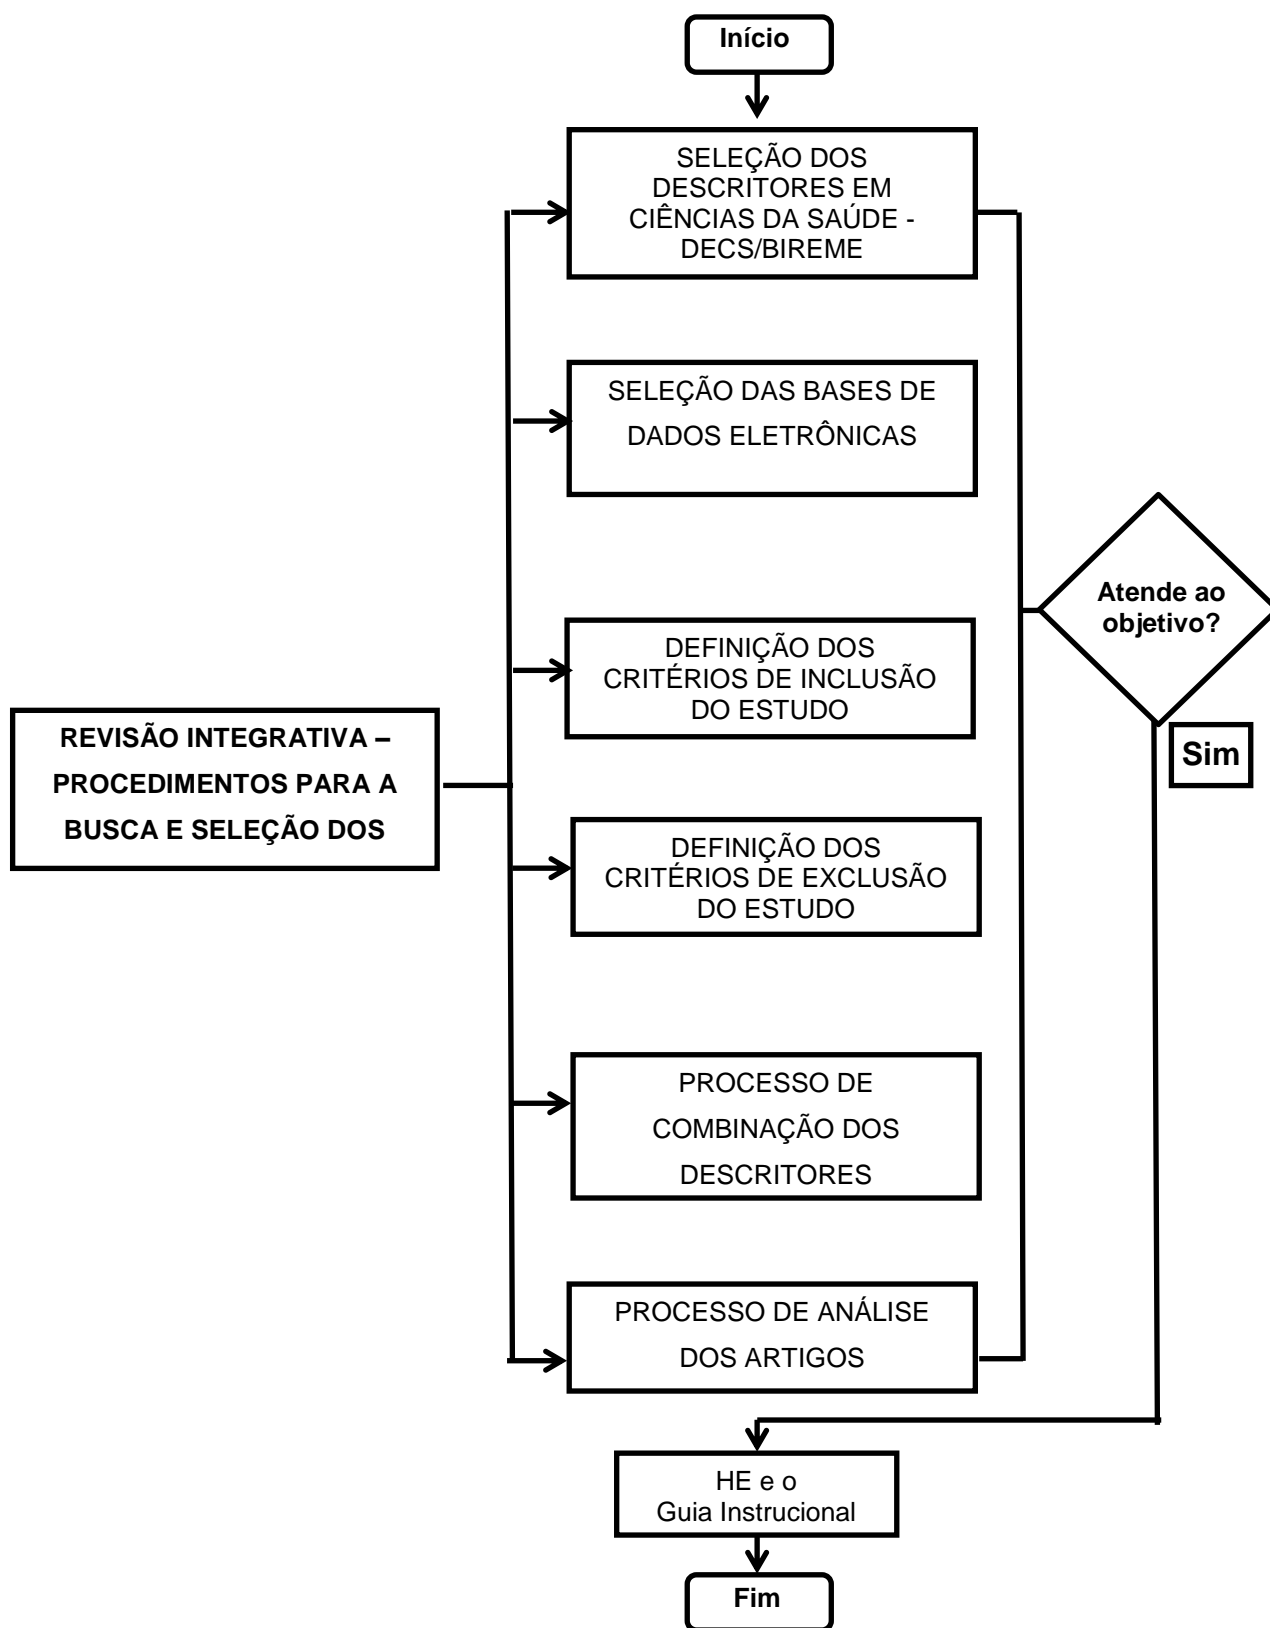 Início
SELEÇÃO DOS
DESCRITORES EM
CIÊNCIAS DA SAÚDE -
DECS/BIREME
SELEÇÃO DAS BASES DE
DADOS ELETRÔNICAS
Atende ao
objetivo?
DEFINIÇÃO DOS
CRITÉRIOS DE INCLUSÃO
DO ESTUDO
REVISÃO INTEGRATIVA –
PROCEDIMENTOS PARA A
BUSCA E SELEÇÃO DOS
Sim
DEFINIÇÃO DOS
CRITÉRIOS DE EXCLUSÃO
DO ESTUDO
PROCESSO DE
COMBINAÇÃO DOS
DESCRITORES
PROCESSO DE ANÁLISE
DOS ARTIGOS
HE e o
Guia Instrucional
Fim